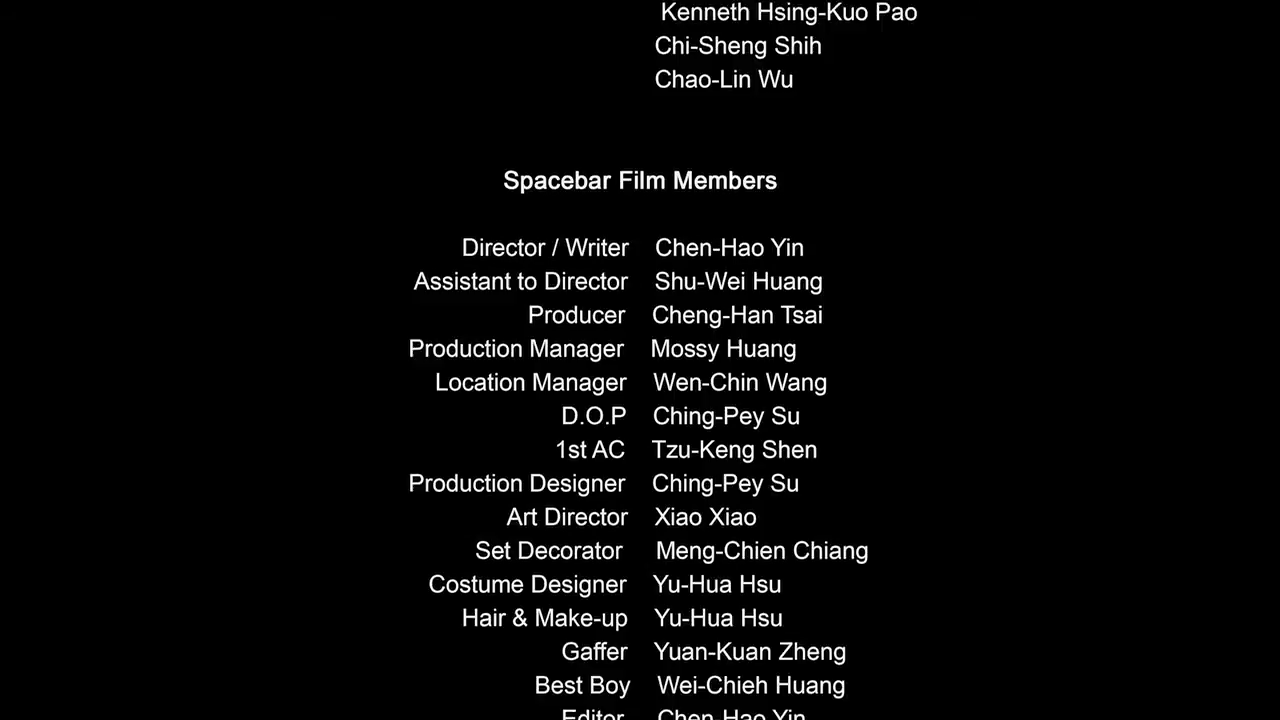 Kenneth Hsing-Kuo Pao
Chi-Sheng Shih
Chao-Lin Wu
Spacebar Film Members
Director / Writer Chen-Hao Yin
Assistant to Director Shu-Wei Huang
Producer Cheng-Han Tsai
Production Manager Mossy Huang
Location Manager Wen-Chin Wang
D.O.P Ching-Pey Su
1st AC Tzu-Keng Shen
Production Designer Ching-Pey Su
Art Director Xiao Xiao
Set Decorator Meng-Chien Chiang
Costume Designer Yu-Hua Hsu
Hair & Make-up Yu-Hua Hsu
Gaffer Yuan-Kuan Zheng
Best Boy Wei-Chieh Huang
Editor Chen-Hao Yin